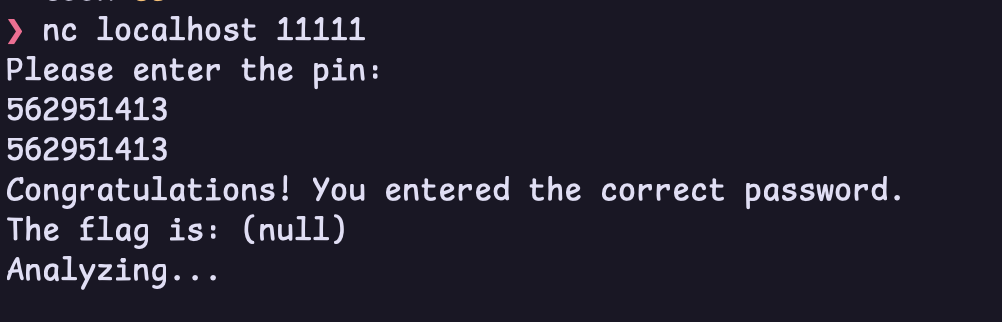 ❯ nc localhost 11111
Please enter the pin:
562951413
562951413
Congratulations! You entered the correct password.
The flag is: (null)
Analyzing...